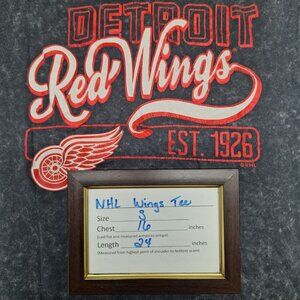 DETROIT
Red Wings
EST. 1926
NHL Wings Tee
Size S
Chest 16 inches
(Laid flat and measured armpit to armpit)
Length 24 inches
(Measured from highest point of shoulder to bottom seam)